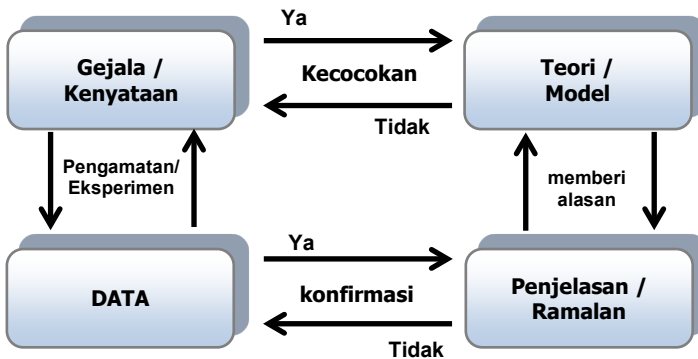 Ya
Gejala /
Kenyataan
Kecocokan
Teori /
Model
Tidak
Pengamatan/
Eksperimen
memberi
alasan
Ya
DATA
konfirmasi
Penjelasan /
Ramalan
Tidak